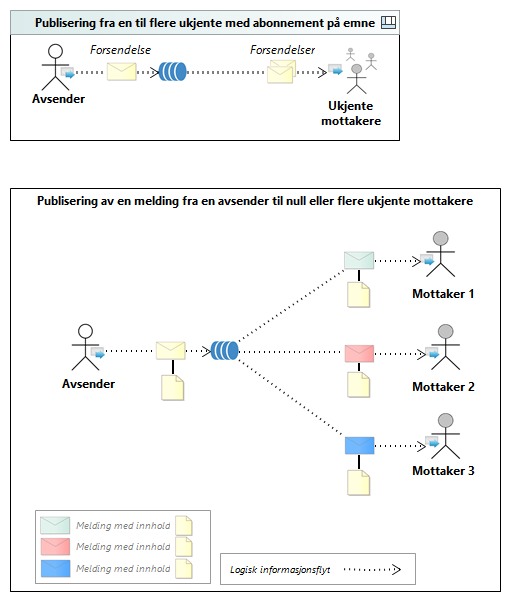 Publisering fra en til flere ukjente med abonnement på emne
Forsendelse
Forsendelser
Avsender
Ukjente
mottakere
Publisering av en melding fra en avsender til null eller flere ukjente mottakere
Mottaker 1
Avsender
Mottaker 2
Mottaker 3
Melding med innhold
Melding med innhold
Melding med innhold
Logisk informasjonsflyt